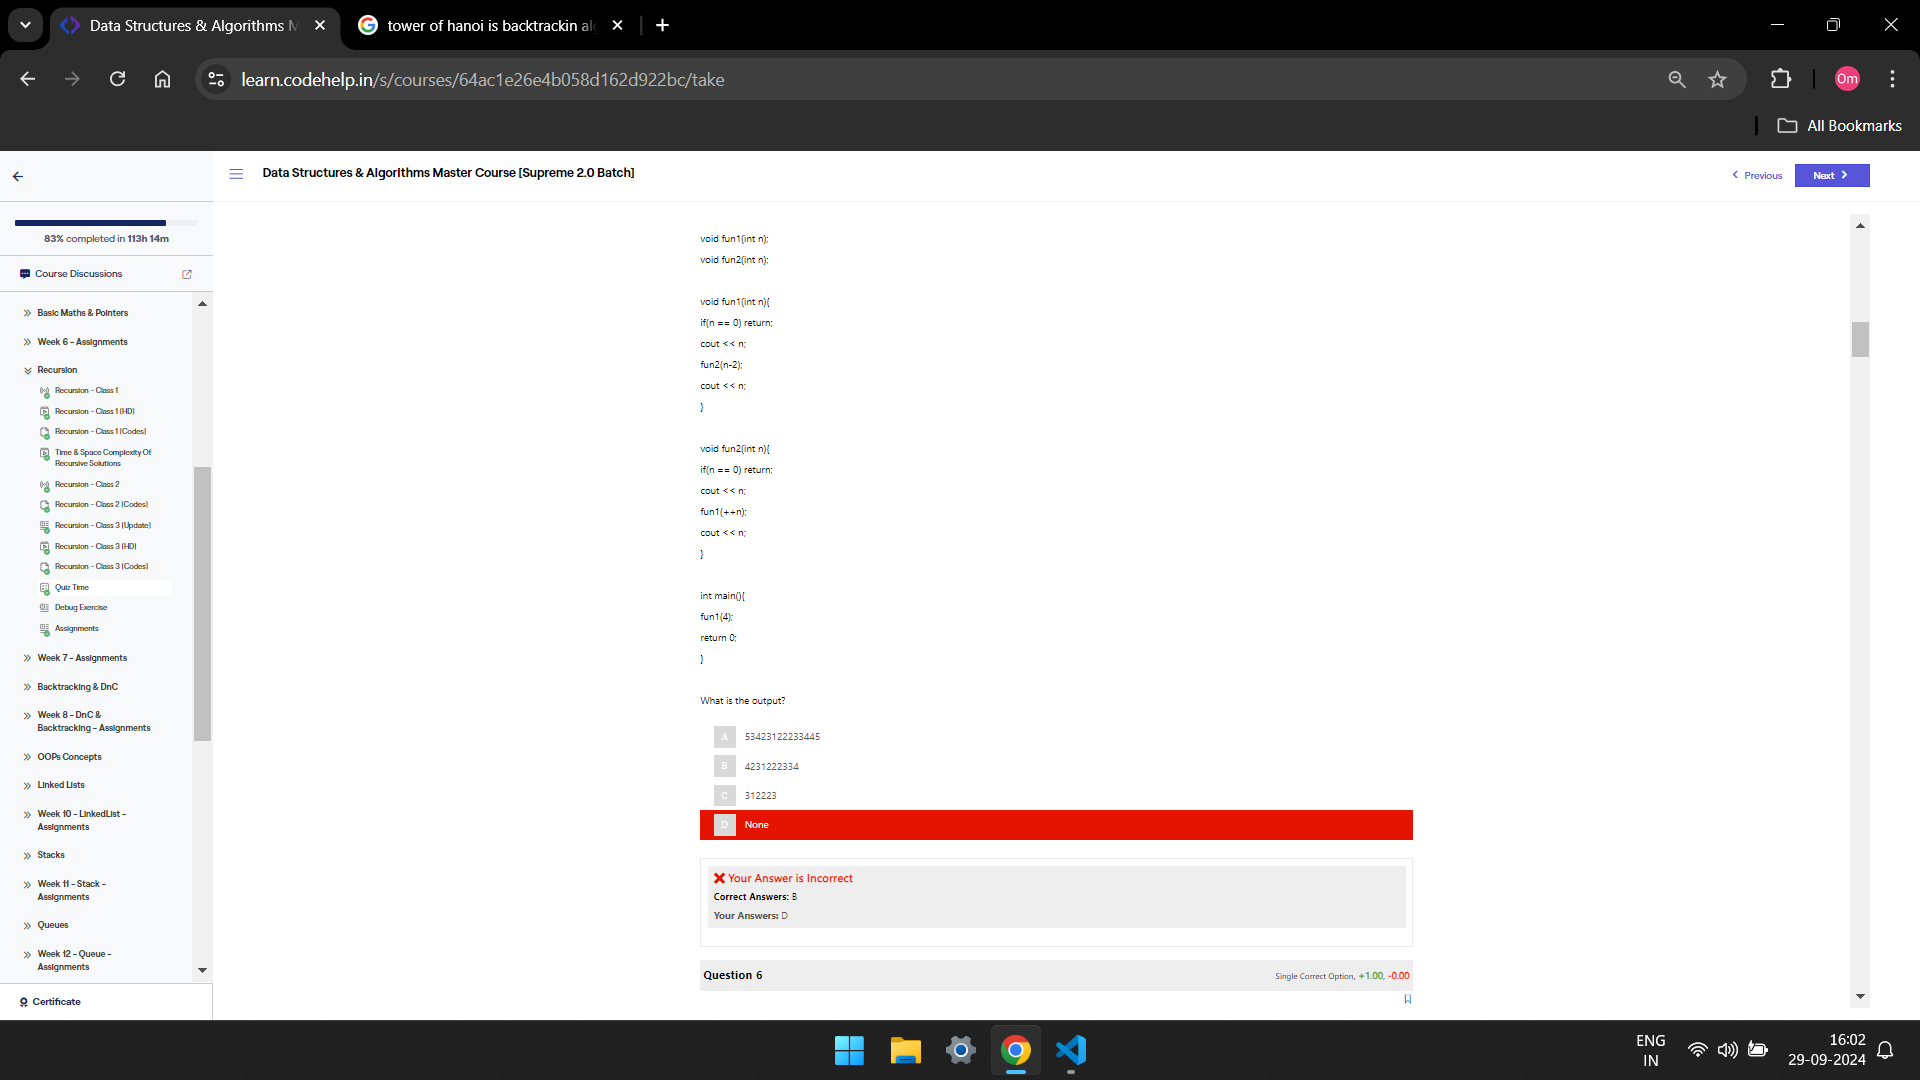 Data Structures & Algorithms M
tower of hanoi is backtrackin al
learn.codehelp.in/s/courses/64ac1e26e4b058d162d922bc/take
Om
All Bookmarks
Data Structures & Algorithms Master Course [Supreme 2.0 Batch]
Previous
Next
83% completed in 113h 14m
Course Discussions
Basic Maths & Pointers
Week 6 - Assignments
Recursion
Recursion - Class 1
Recursion - Class 1 (HD)
Recursion - Class 1 (Codes)
Time & Space Complexity Of
Recursive Solutions
Recursion - Class 2
Recursion - Class 2 (Codes)
Recursion - Class 3 (Update)
Recursion - Class 3 (HD)
Recursion - Class 3 (Codes)
Quiz Time
Debug Exercise
Assignments
Week 7 - Assignments
Backtracking & DnC
Week 8 - DnC &
Backtracking - Assignments
OOPs Concepts
Linked Lists
Week 10 - LinkedList -
Assignments
Stacks
Week 11 - Stack -
Assignments
Queues
Week 12 - Queue -
Assignments
Certificate
void fun1(int n);
void fun2(int n);
void fun1(int n){
if(n == 0) return;
cout << n;
fun2(n-2);
cout << n;
}
void fun2(int n){
if(n == 0) return;
cout << n;
fun1(++n);
cout << n;
}
int main(){
fun1(4);
return 0;
}
What is the output?
A 53423122233445
B 4231222334
C 312223
D None
Your Answer is Incorrect
Correct Answers: B
Your Answers: D
Question 6
Single Correct Option, +1.00, -0.00
ENG
IN
16:02
29-09-2024